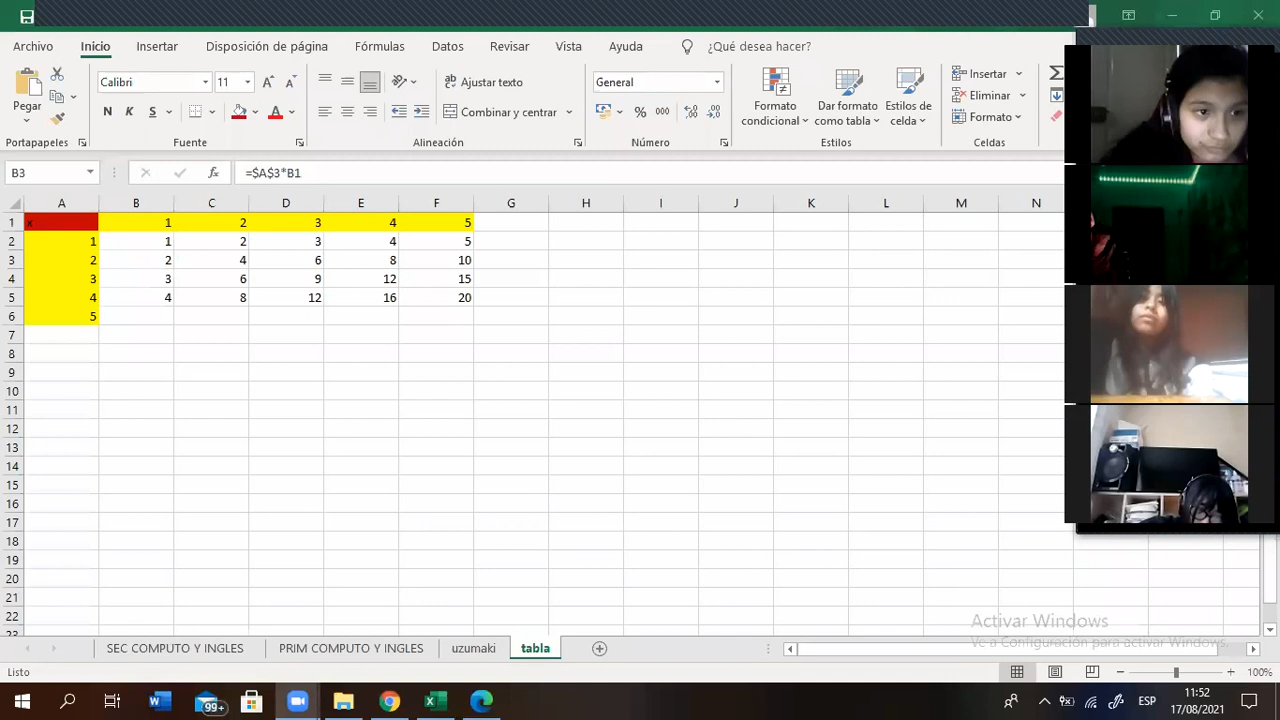 Archivo Inicio Insertar Disposición de página Fórmulas Datos Revisar Vista Ayuda ¿Qué desea hacer?
Pegar
Calibri 11
N K S
Ajustar texto
Combinar y centrar
General
% 000
Formato condicional
Dar formato como tabla
Estilos de celda
Insertar
Eliminar
Formato
Portapapeles Fuente Alineación Número Estilos Celdas
B3 fx =$A$3*B1
A B C D E F G H I J K L M N
1 x 1 2 3 4 5
2 1 1 2 3 4 5
3 2 2 4 6 8 10
4 3 3 6 9 12 15
5 4 4 8 12 16 20
6 5
7
8
9
10
11
12
13
14
15
16
17
18
19
20
21
22
23
Activar Windows
Ve a Configuración para activar Windows.
SEC COMPUTO Y INGLES PRIM COMPUTO Y INGLE uzumaki tabla
Listo 100%
99+ ESP 11:52
17/08/2021